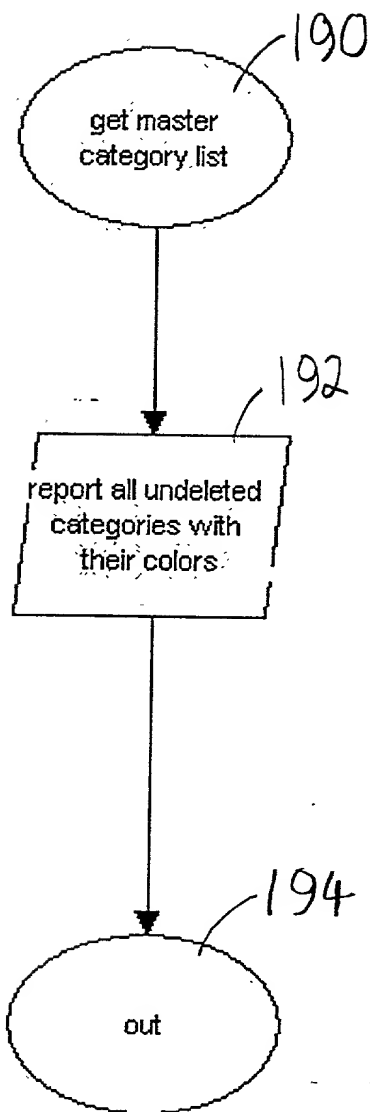 190
get master
category list
192
report all undeleted
categories with
their colors
194
out